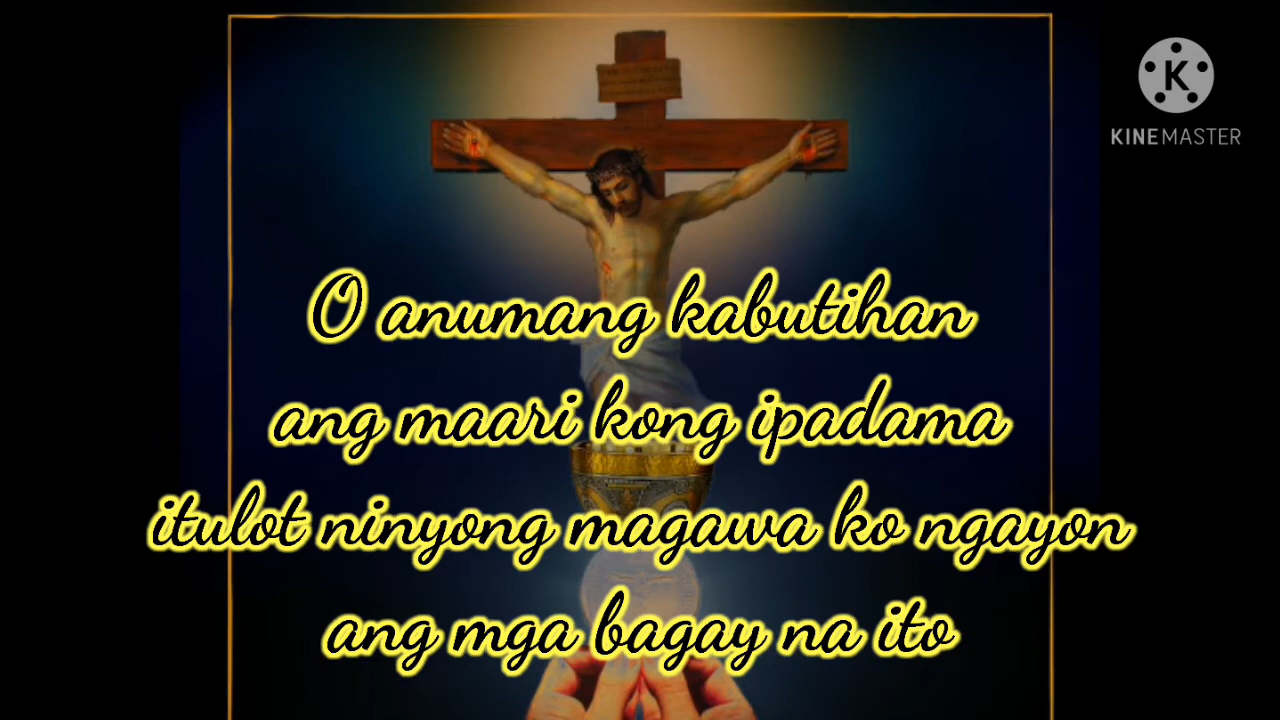 KINEMASTER
O anumang kabutihan
ang maari kong ipadama
itulot ninyong magawa ko ngayon
ang mga bagay na ito